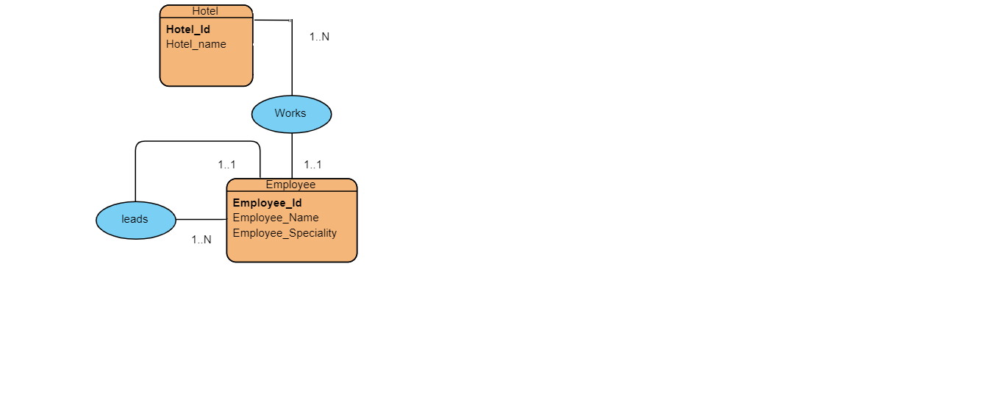 Hotel
Hotel_Id
Hotel_name
1..N
Works
1..1
1..1
Employee
Employee_Id
Employee_Name
Employee_Speciality
leads
1..N